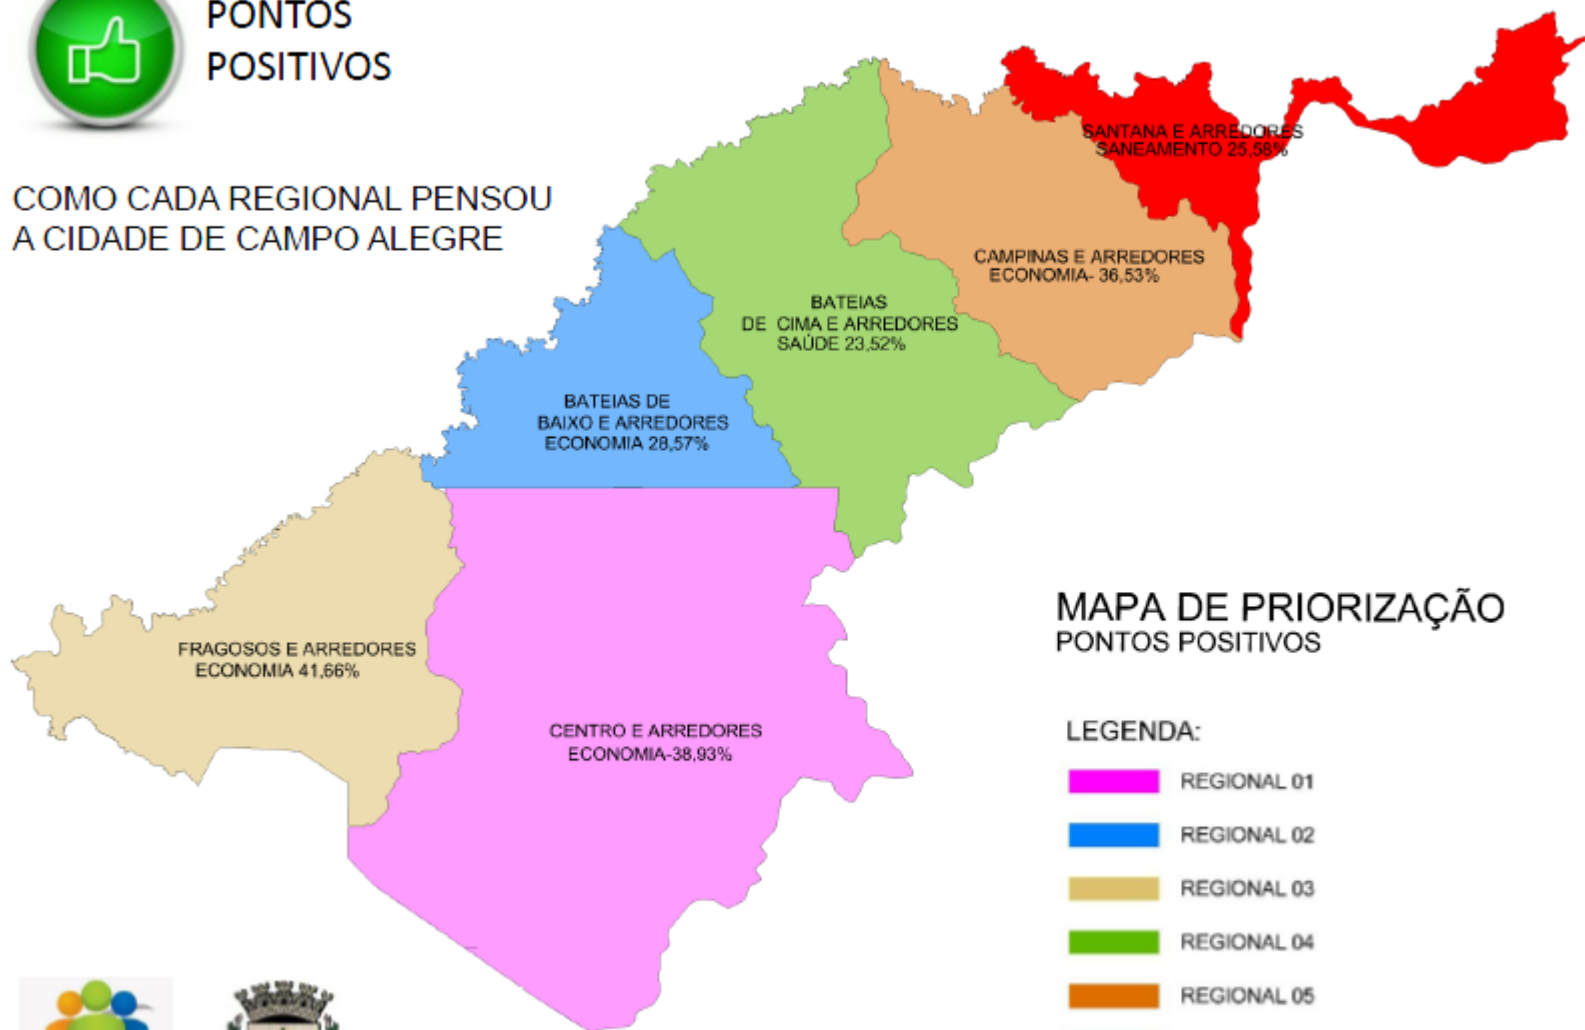 PONTOS
POSITIVOS
COMO CADA REGIONAL PENSOU
A CIDADE DE CAMPO ALEGRE
SANTANA E ARREDORES
SANEAMENTO 25,58%
CAMPINAS E ARREDORES
ECONOMIA- 36,53%
BATEIAS
DE CIMA E ARREDORES
SAÚDE 23,52%
BATEIAS DE
BAIXO E ARREDORES
ECONOMIA 28,57%
FRAGOSOS E ARREDORES
ECONOMIA 41,66%
CENTRO E ARREDORES
ECONOMIA-38,93%
MAPA DE PRIORIZAÇÃO
PONTOS POSITIVOS
LEGENDA:
REGIONAL 01
REGIONAL 02
REGIONAL 03
REGIONAL 04
REGIONAL 05